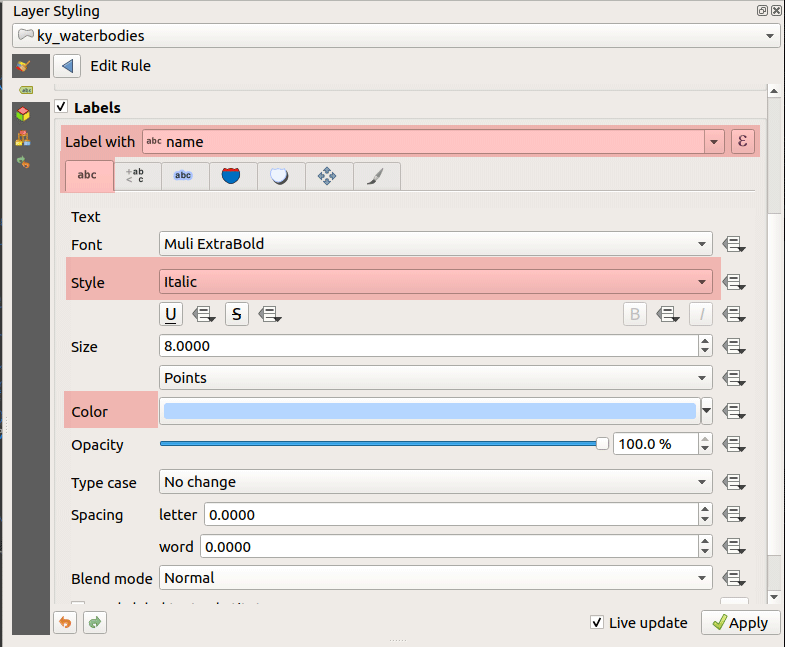 Layer Styling
ky_waterbodies
Edit Rule
Labels
Label with abc name ε
abc +ab < c abc
Text
Font Muli ExtraBold
Style Italic
U S B I
Size 8.0000
Points
Color
Opacity 100.0 %
Type case No change
Spacing letter 0.0000
word 0.0000
Blend mode Normal
Live update Apply